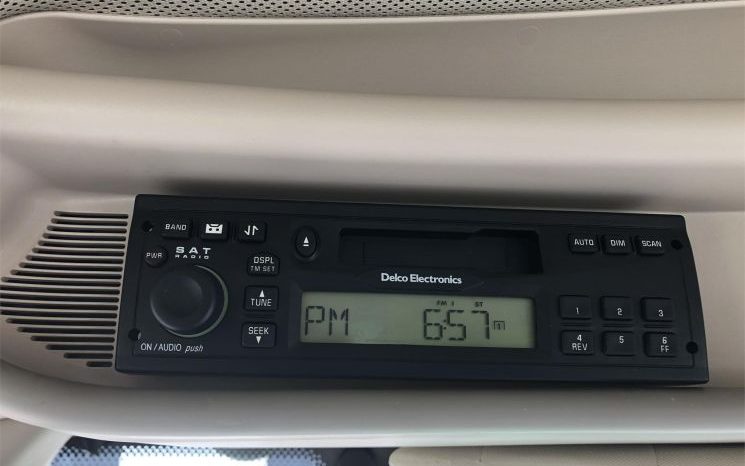 BAND
PWR
SAT
RADIO
DSPL
TM SET
TUNE
SEEK
ON / AUDIO push
Delco Electronics
FM 1 ST
PM 6:57
AUTO DIM SCAN
1 2 3
4 5 6
REV FF